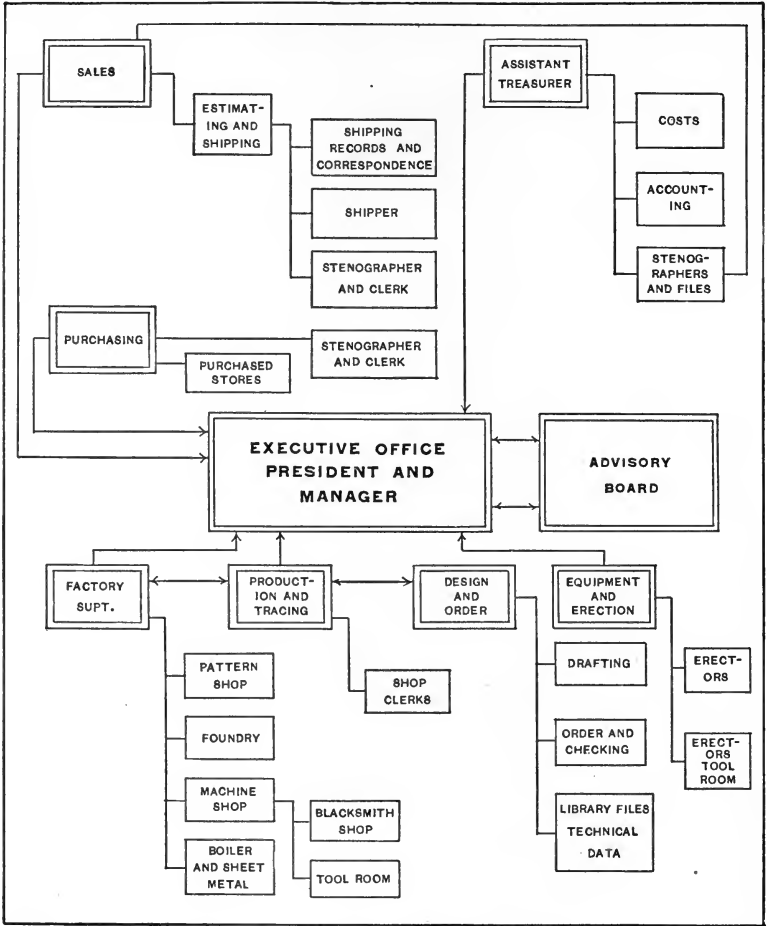 SALES
ESTIMAT-
ING AND
SHIPPING
SHIPPING
RECORDS AND
CORRESPONDENCE
SHIPPER
STENOGRAPHER
AND CLERK
ASSISTANT
TREASURER
COSTS
ACCOUNT-
ING
STENOG-
RAPHERS
AND FILES
PURCHASING
PURCHASED
STORES
STENOGRAPHER
AND CLERK
EXECUTIVE OFFICE
PRESIDENT AND
MANAGER
ADVISORY
BOARD
FACTORY
SUPT.
PRODUCT-
ION AND
TRACING
DESIGN
AND
ORDER
EQUIPMENT
AND
ERECTION
PATTERN
SHOP
FOUNDRY
MACHINE
SHOP
BOILER
AND SHEET
METAL
BLACKSMITH
SHOP
TOOL ROOM
SHOP
CLERKS
DRAFTING
ORDER AND
CHECKING
LIBRARY FILES
TECHNICAL
DATA
ERECT-
ORS
ERECT-
ORS
TOOL
ROOM